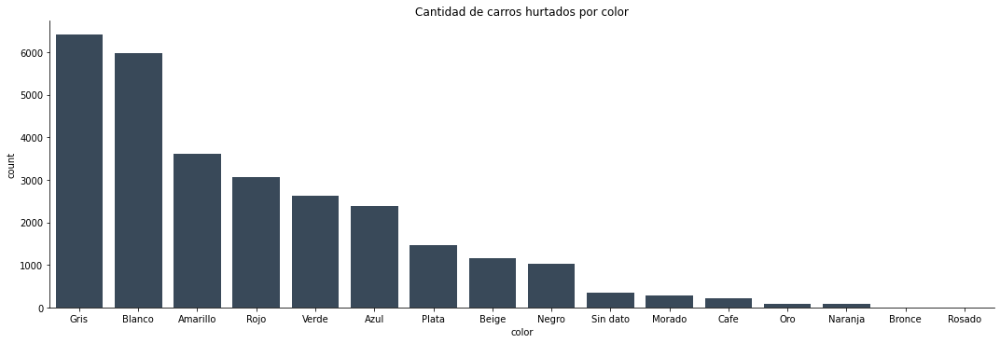 Cantidad de carros hurtados por color
count
6000
5000
4000
3000
2000
1000
0
Gris Blanco Amarillo Rojo Verde Azul Plata Beige Negro Sin dato Morado Cafe Oro Naranja Bronce Rosado
color